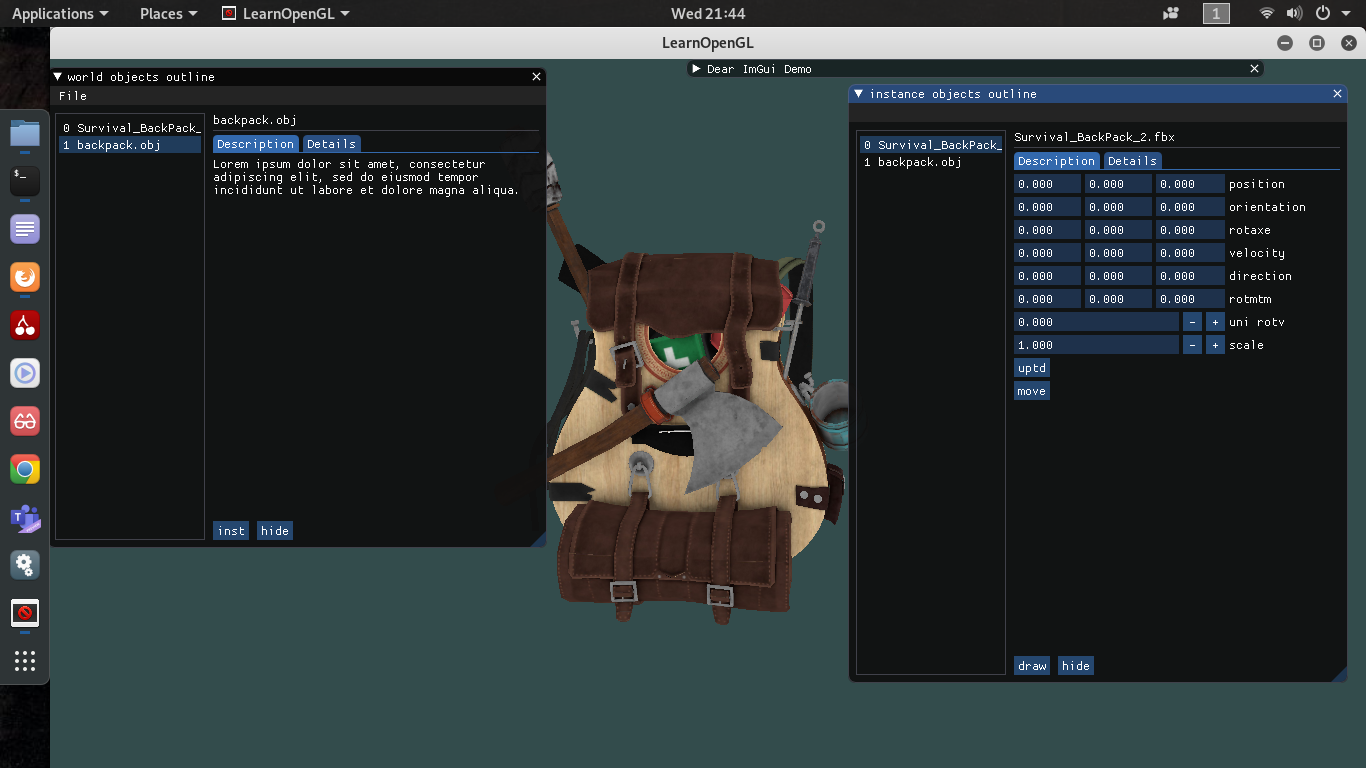 Applications Places LearnOpenGL Wed 21:44 1
LearnOpenGL
Dear ImGui Demo
world objects outline
File
0 Survival_BackPack_
1 backpack.obj
backpack.obj
Description Details
Lorem ipsum dolor sit amet, consectetur
adipiscing elit, sed do eiusmod tempor
incididunt ut labore et dolore magna aliqua.
inst hide
instance objects outline
0 Survival_BackPack_
1 backpack.obj
Survival_BackPack_2.fbx
Description Details
0.000 0.000 0.000 position
0.000 0.000 0.000 orientation
0.000 0.000 0.000 rotaxe
0.000 0.000 0.000 velocity
0.000 0.000 0.000 direction
0.000 0.000 0.000 rotmtm
0.000 - + uni rotv
1.000 - + scale
uptd
move
draw hide